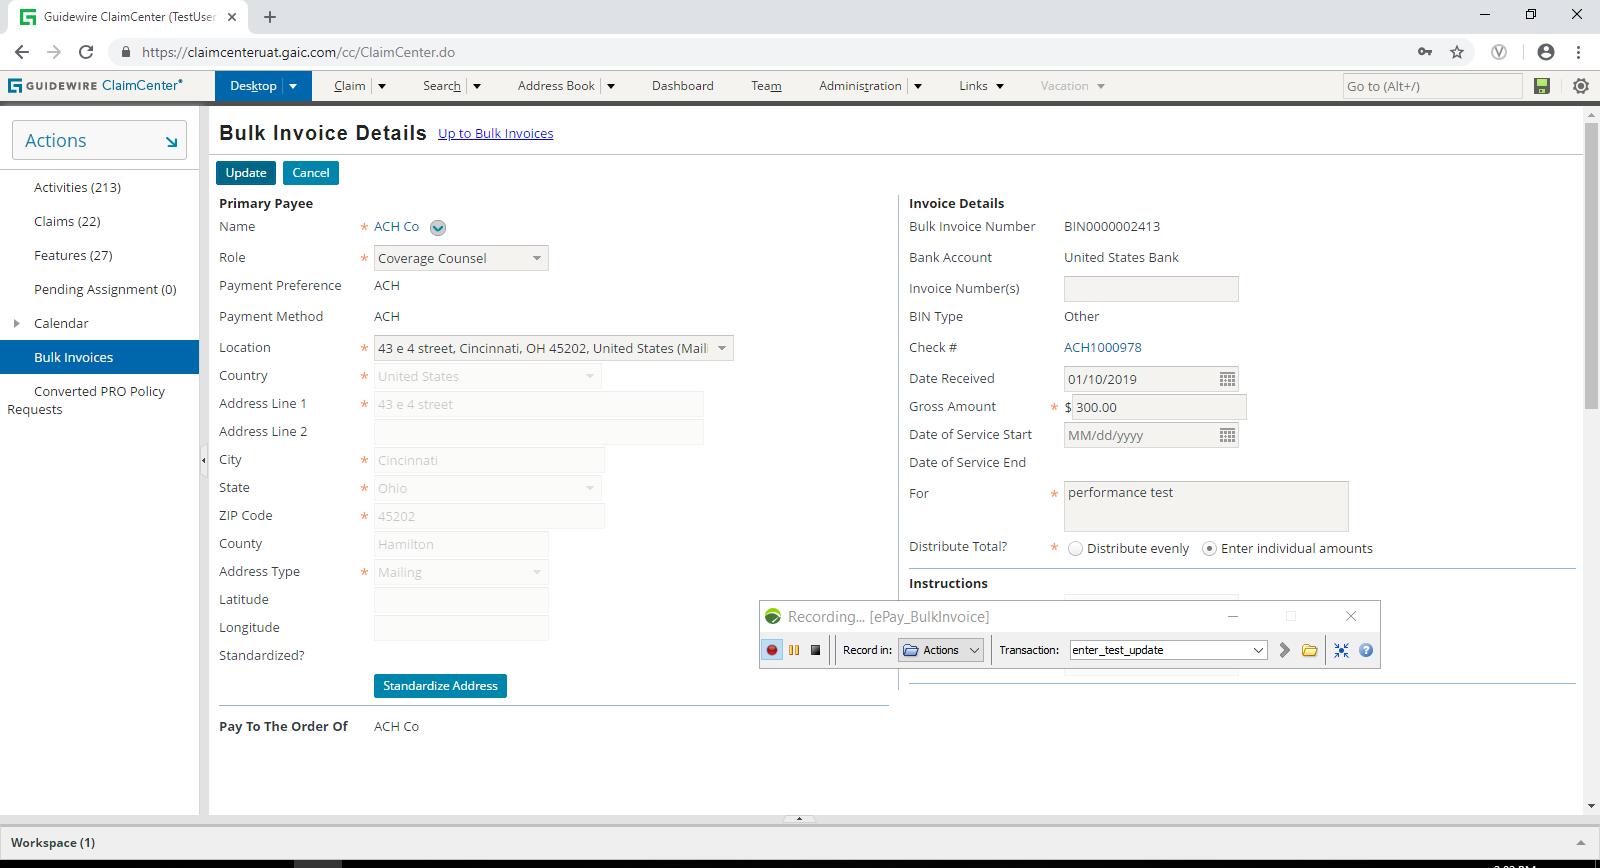 Guidewire ClaimCenter (TestUser
https://claimcenteruat.gaic.com/cc/ClaimCenter.do
GUIDEWIRE ClaimCenter
Desktop
Claim
Search
Address Book
Dashboard
Team
Administration
Links
Vacation
Go to (Alt+/)
Actions
Activities (213)
Claims (22)
Features (27)
Pending Assignment (0)
Calendar
Bulk Invoices
Converted PRO Policy
Requests
Bulk Invoice Details Up to Bulk Invoices
Update Cancel
Primary Payee
Name * ACH Co
Role * Coverage Counsel
Payment Preference ACH
Payment Method ACH
Location * 43 e 4 street, Cincinnati, OH 45202, United States (Mail
Country * United States
Address Line 1 * 43 e 4 street
Address Line 2
City * Cincinnati
State * Ohio
ZIP Code * 45202
County Hamilton
Address Type * Mailing
Latitude
Longitude
Standardized?
Standardize Address
Pay To The Order Of ACH Co
Invoice Details
Bulk Invoice Number BIN0000002413
Bank Account United States Bank
Invoice Number(s)
BIN Type Other
Check # ACH1000978
Date Received 01/10/2019
Gross Amount * $ 300.00
Date of Service Start MM/dd/yyyy
Date of Service End
For * performance test
Distribute Total? * Distribute evenly Enter individual amounts
Instructions
Recording... [ePay_BulkInvoice]
Record in: Actions Transaction: enter_test_update
Workspace (1)